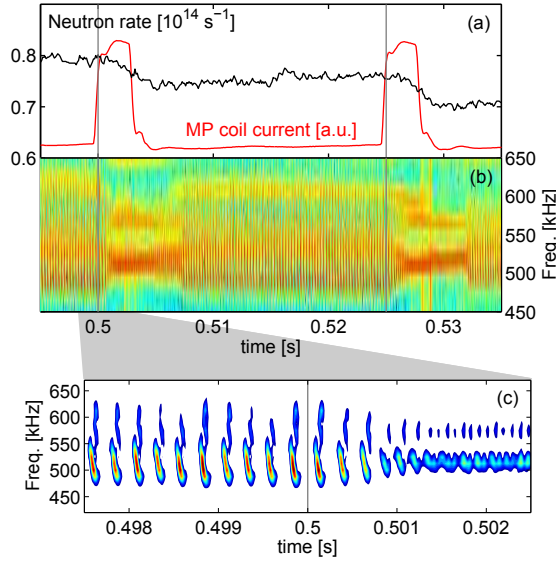 Neutron rate [10¹⁴ s⁻¹] (a)
0.8
0.7
MP coil current [a.u.]
0.6
650
(b)
600
550
500
450
Freq. [kHz]
0.5 0.51 0.52 0.53
time [s]
650
(c)
600
550
500
450
Freq. [kHz]
0.498 0.499 0.5 0.501 0.502
time [s]